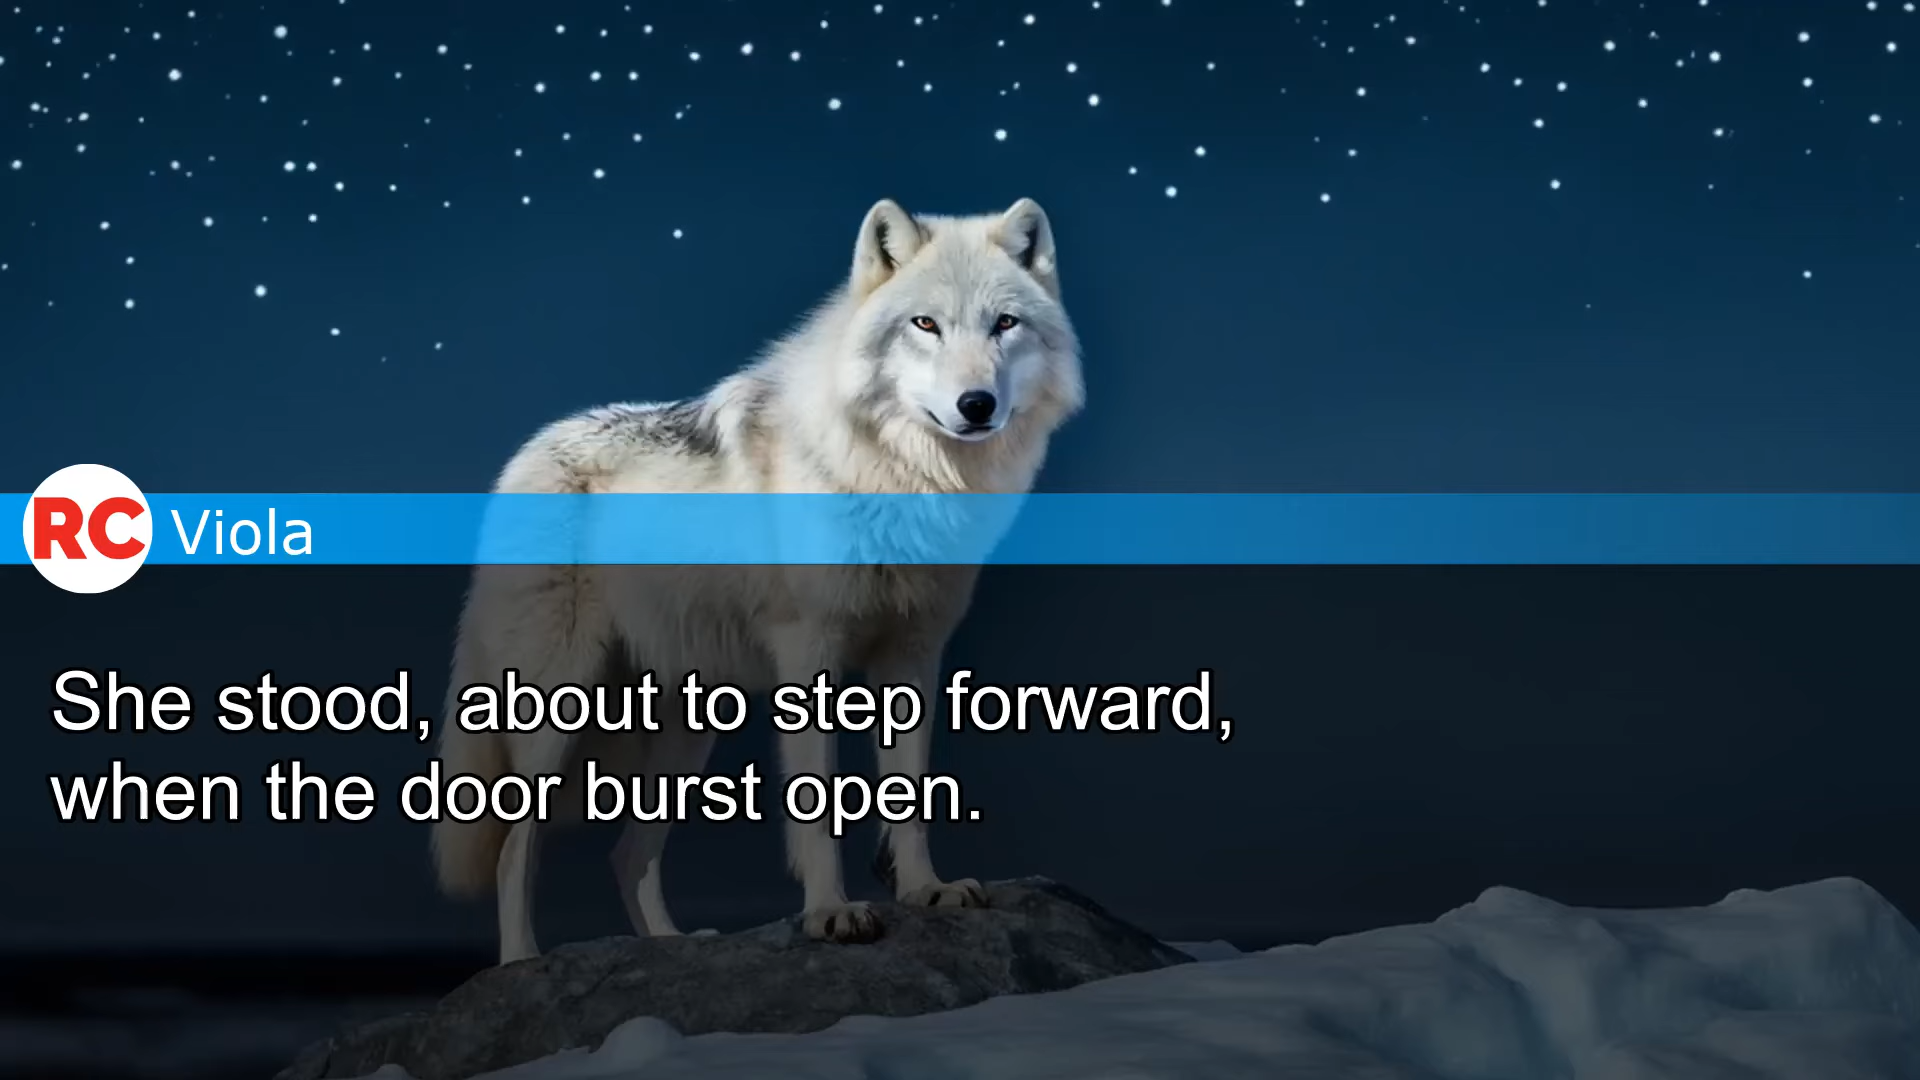 RC Viola
She stood, about to step forward,
when the door burst open.